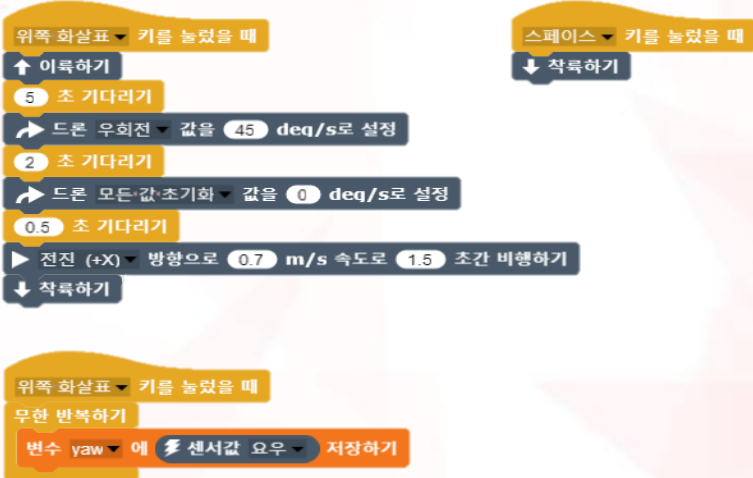 위쪽 화살표 키를 눌렀을 때
이륙하기
5 초 기다리기
드론 우회전 값을 45 deg/s로 설정
2 초 기다리기
드론 모든 값 초기화 값을 0 deg/s로 설정
0.5 초 기다리기
전진 (+X) 방향으로 0.7 m/s 속도로 1.5 초간 비행하기
착륙하기
스페이스 키를 눌렀을 때
착륙하기
위쪽 화살표 키를 눌렀을 때
무한 반복하기
변수 yaw 에 센서값 요우 저장하기